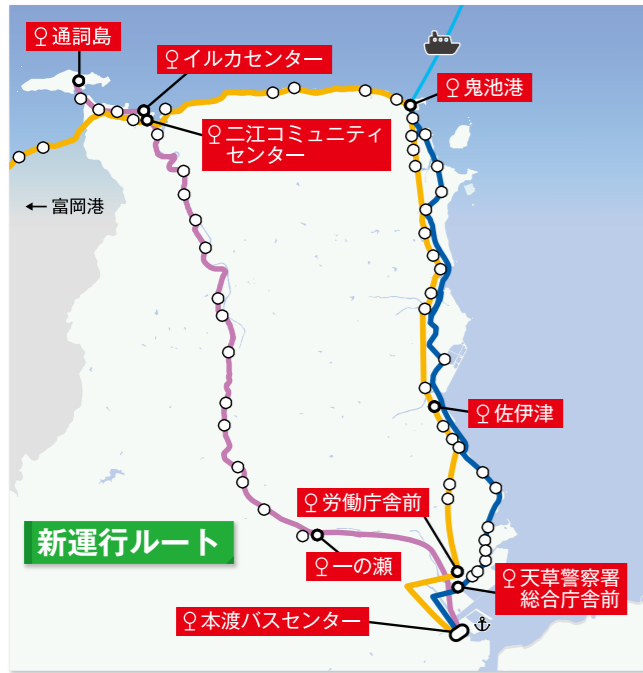 通詞島
イルカセンター
鬼池港
二江コミュニティ
センター
← 富岡港
佐伊津
労働庁舎前
新運行ルート
一の瀬
天草警察署
総合庁舎前
本渡バスセンター